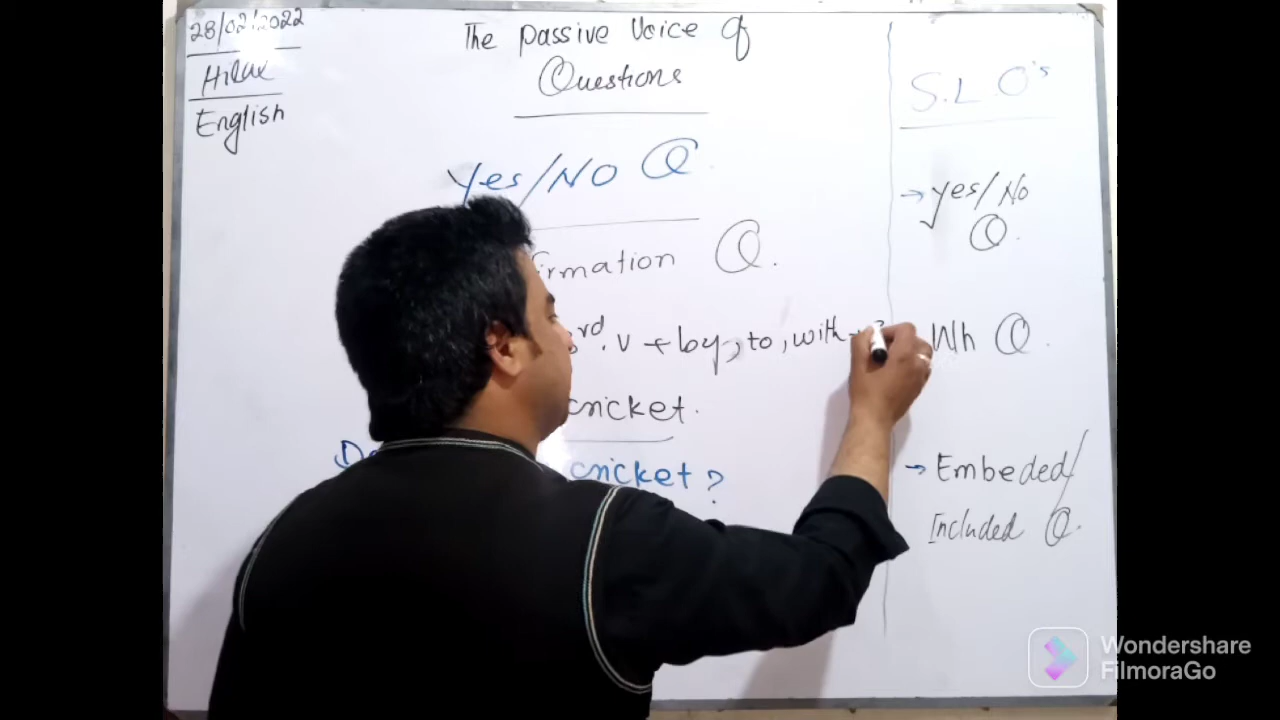 28/02/2022
Hilal
English
The Passive Voice of
Questions
Yes/No Q.
rmation Q.
rd. v + by, to, with
cricket.
cricket?
S.L.O's
→ yes/No
Q.
Wh Q.
→ Embeded/
Included Q.
Wondershare
FilmoraGo